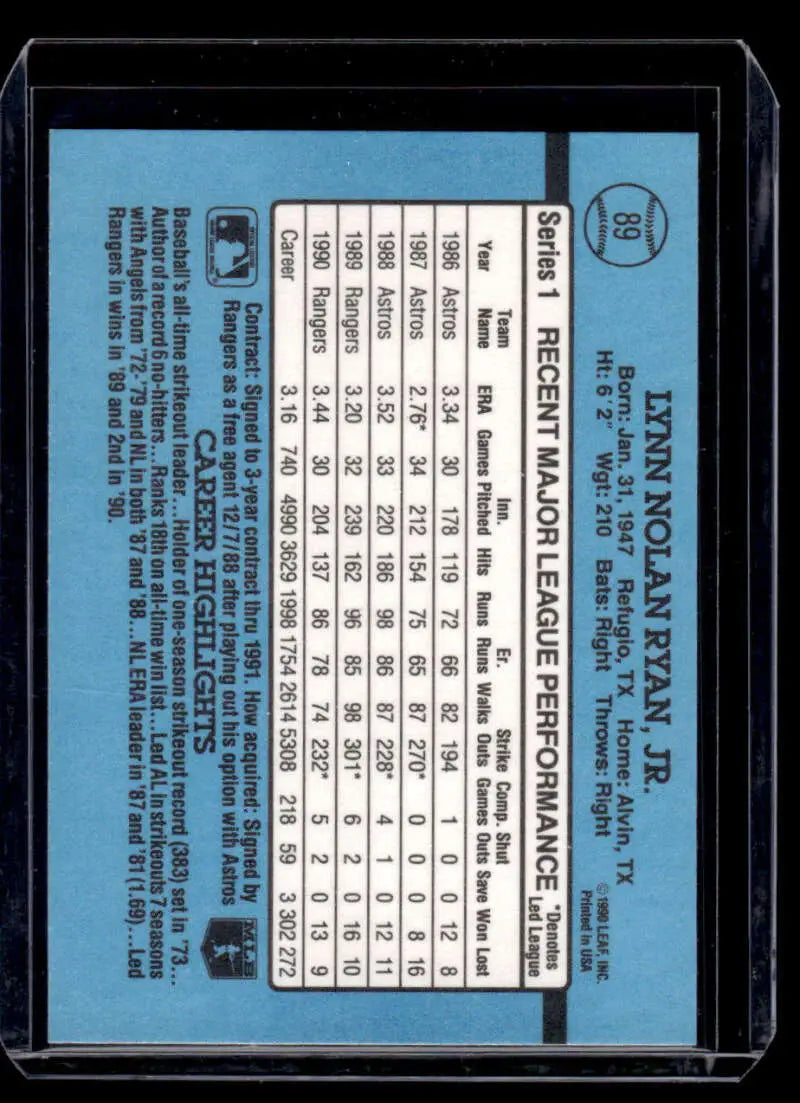 89
LYNN NOLAN RYAN, JR.
Born: Jan. 31, 1947 Refugio, TX Home: Alvin, TX
Ht: 6' 2" Wgt: 210 Bats: Right Throws: Right
©1990 LEAF, INC.
Printed in USA
Series 1 RECENT MAJOR LEAGUE PERFORMANCE *Denotes Led League
Year Team Name ERA Games Inn. Pitched Hits Runs Er. Runs Walks Strike Outs Comp. Games Shut Outs Save Won Lost
1986 Astros 3.34 30 178 119 72 66 82 194 1 0 0 12 8
1987 Astros 2.76* 34 212 154 75 65 87 270* 0 0 0 8 16
1988 Astros 3.52 33 220 186 98 86 87 228* 4 1 0 12 11
1989 Rangers 3.20 32 239 162 96 85 98 301* 6 2 0 16 10
1990 Rangers 3.44 30 204 137 86 78 74 232* 5 2 0 13 9
Career 3.16 740 4990 3629 1998 1754 2614 5308 218 59 3 302 272
Contract: Signed to 3-year contract thru 1991. How acquired: Signed by
Rangers as a free agent 12/7/88 after playing out his option with Astros
MLB
CAREER HIGHLIGHTS
Baseball's all-time strikeout leader...Holder of one-season strikeout record (383) set in '73...
Author of a record 6 no-hitters...Ranks 18th on all-time win list...Led AL in strikeouts 7 seasons
with Angels from '72-'79 and NL in both '87 and '88...NL ERA leader in '87 and '81 (1.69)...Led
Rangers in wins in '89 and 2nd in '90.